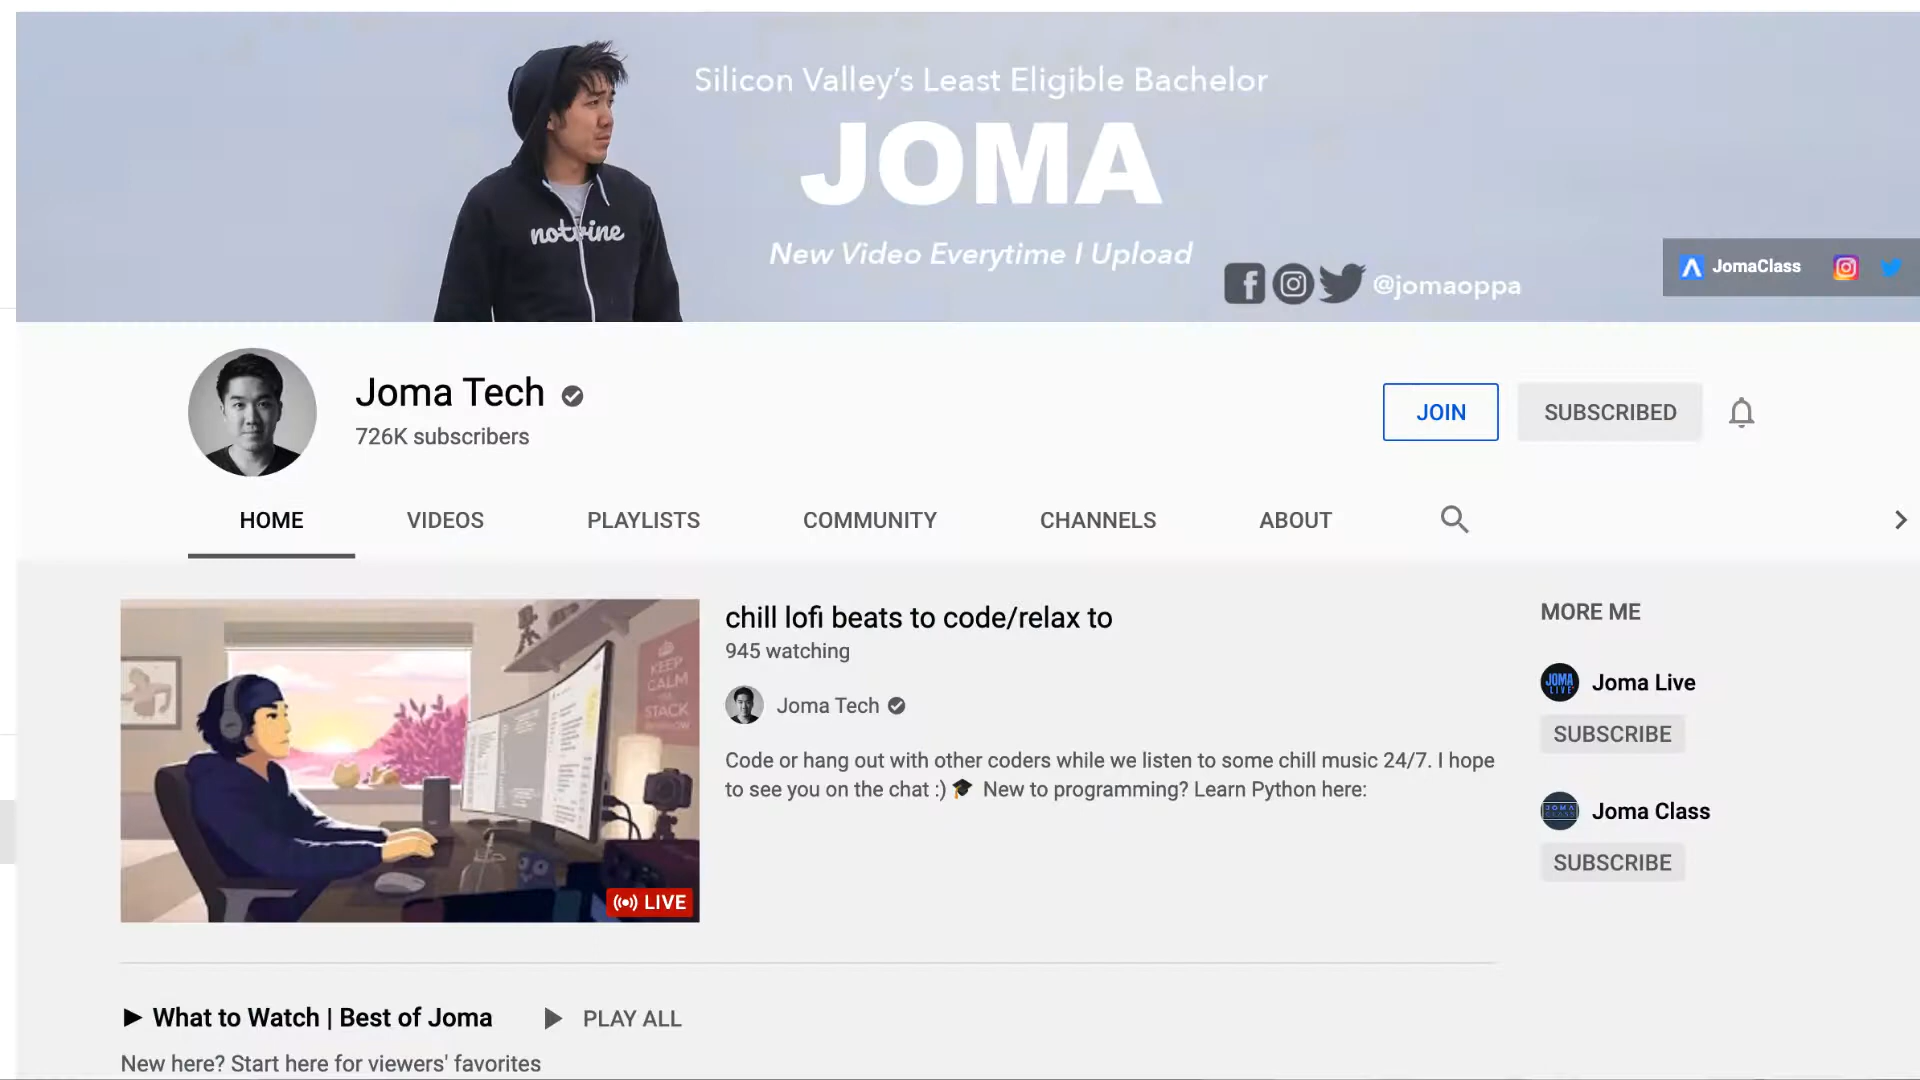 Silicon Valley's Least Eligible Bachelor
JOMA
New Video Everytime I Upload
@jomaoppa
JomaClass
Joma Tech
726K subscribers
JOIN
SUBSCRIBED
HOME
VIDEOS
PLAYLISTS
COMMUNITY
CHANNELS
ABOUT
KEEP
CALM
STACK
LIVE
chill lofi beats to code/relax to
945 watching
Joma Tech
Code or hang out with other coders while we listen to some chill music 24/7. I hope
to see you on the chat :) 🎓 New to programming? Learn Python here:
MORE ME
JOMA
LIVE
Joma Live
SUBSCRIBE
JOMA
CLASS
Joma Class
SUBSCRIBE
► What to Watch | Best of Joma
PLAY ALL
New here? Start here for viewers' favorites